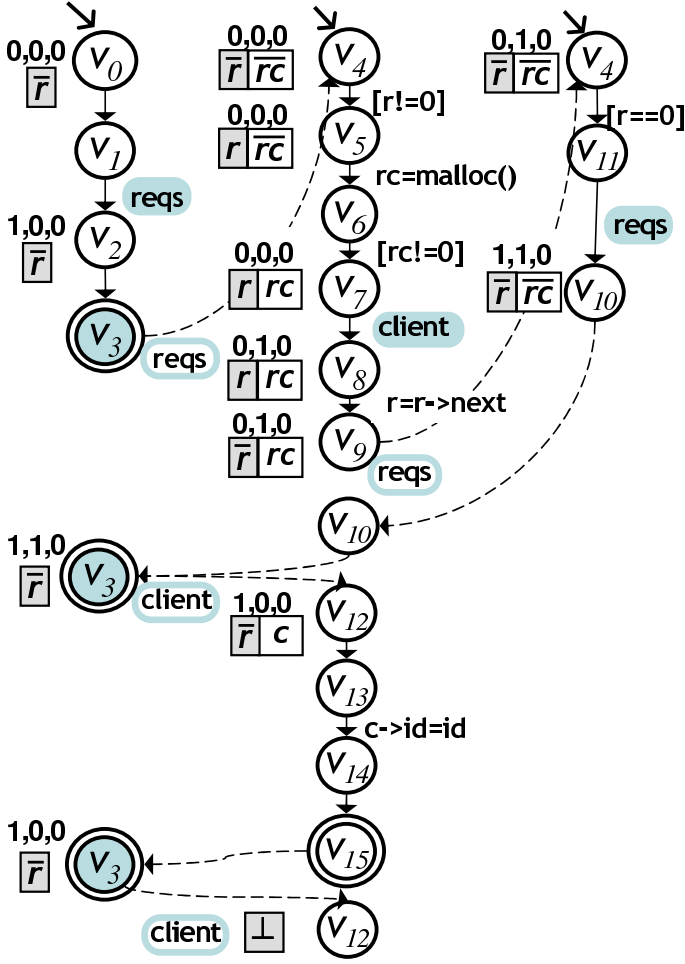 0,0,0
r̅
v0
v1
reqs
1,0,0
r̅
v2
v3
reqs
0,0,0
r̅ r̅c̅
v4
[r!=0]
0,0,0
r r̅c̅
v5
rc=malloc()
v6
[rc!=0]
0,0,0
r rc
v7
client
0,1,0
r rc
v8
r=r->next
0,1,0
r̅ rc
v9
reqs
0,1,0
r̅ r̅c̅
v4
[r==0]
v11
reqs
1,1,0
r̅ r̅c̅
v10
v10
1,1,0
r̅
v3
client
1,0,0
r̅ c
v12
v13
c->id=id
v14
v15
1,0,0
r̅
v3
client ⊥
v12